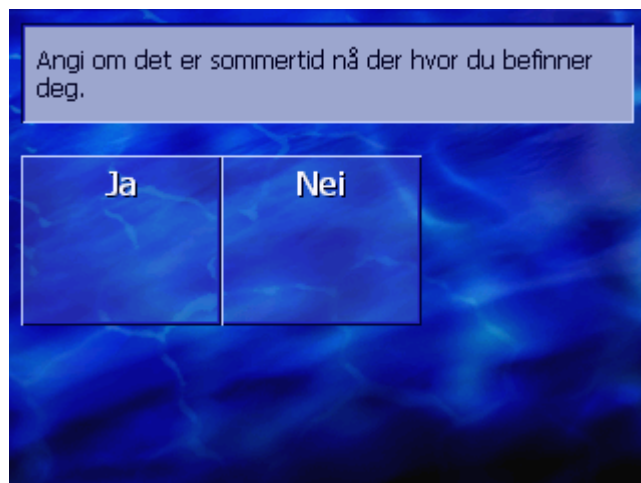 Angi om det er sommertid nå der hvor du befinner
deg.
Ja
Nei